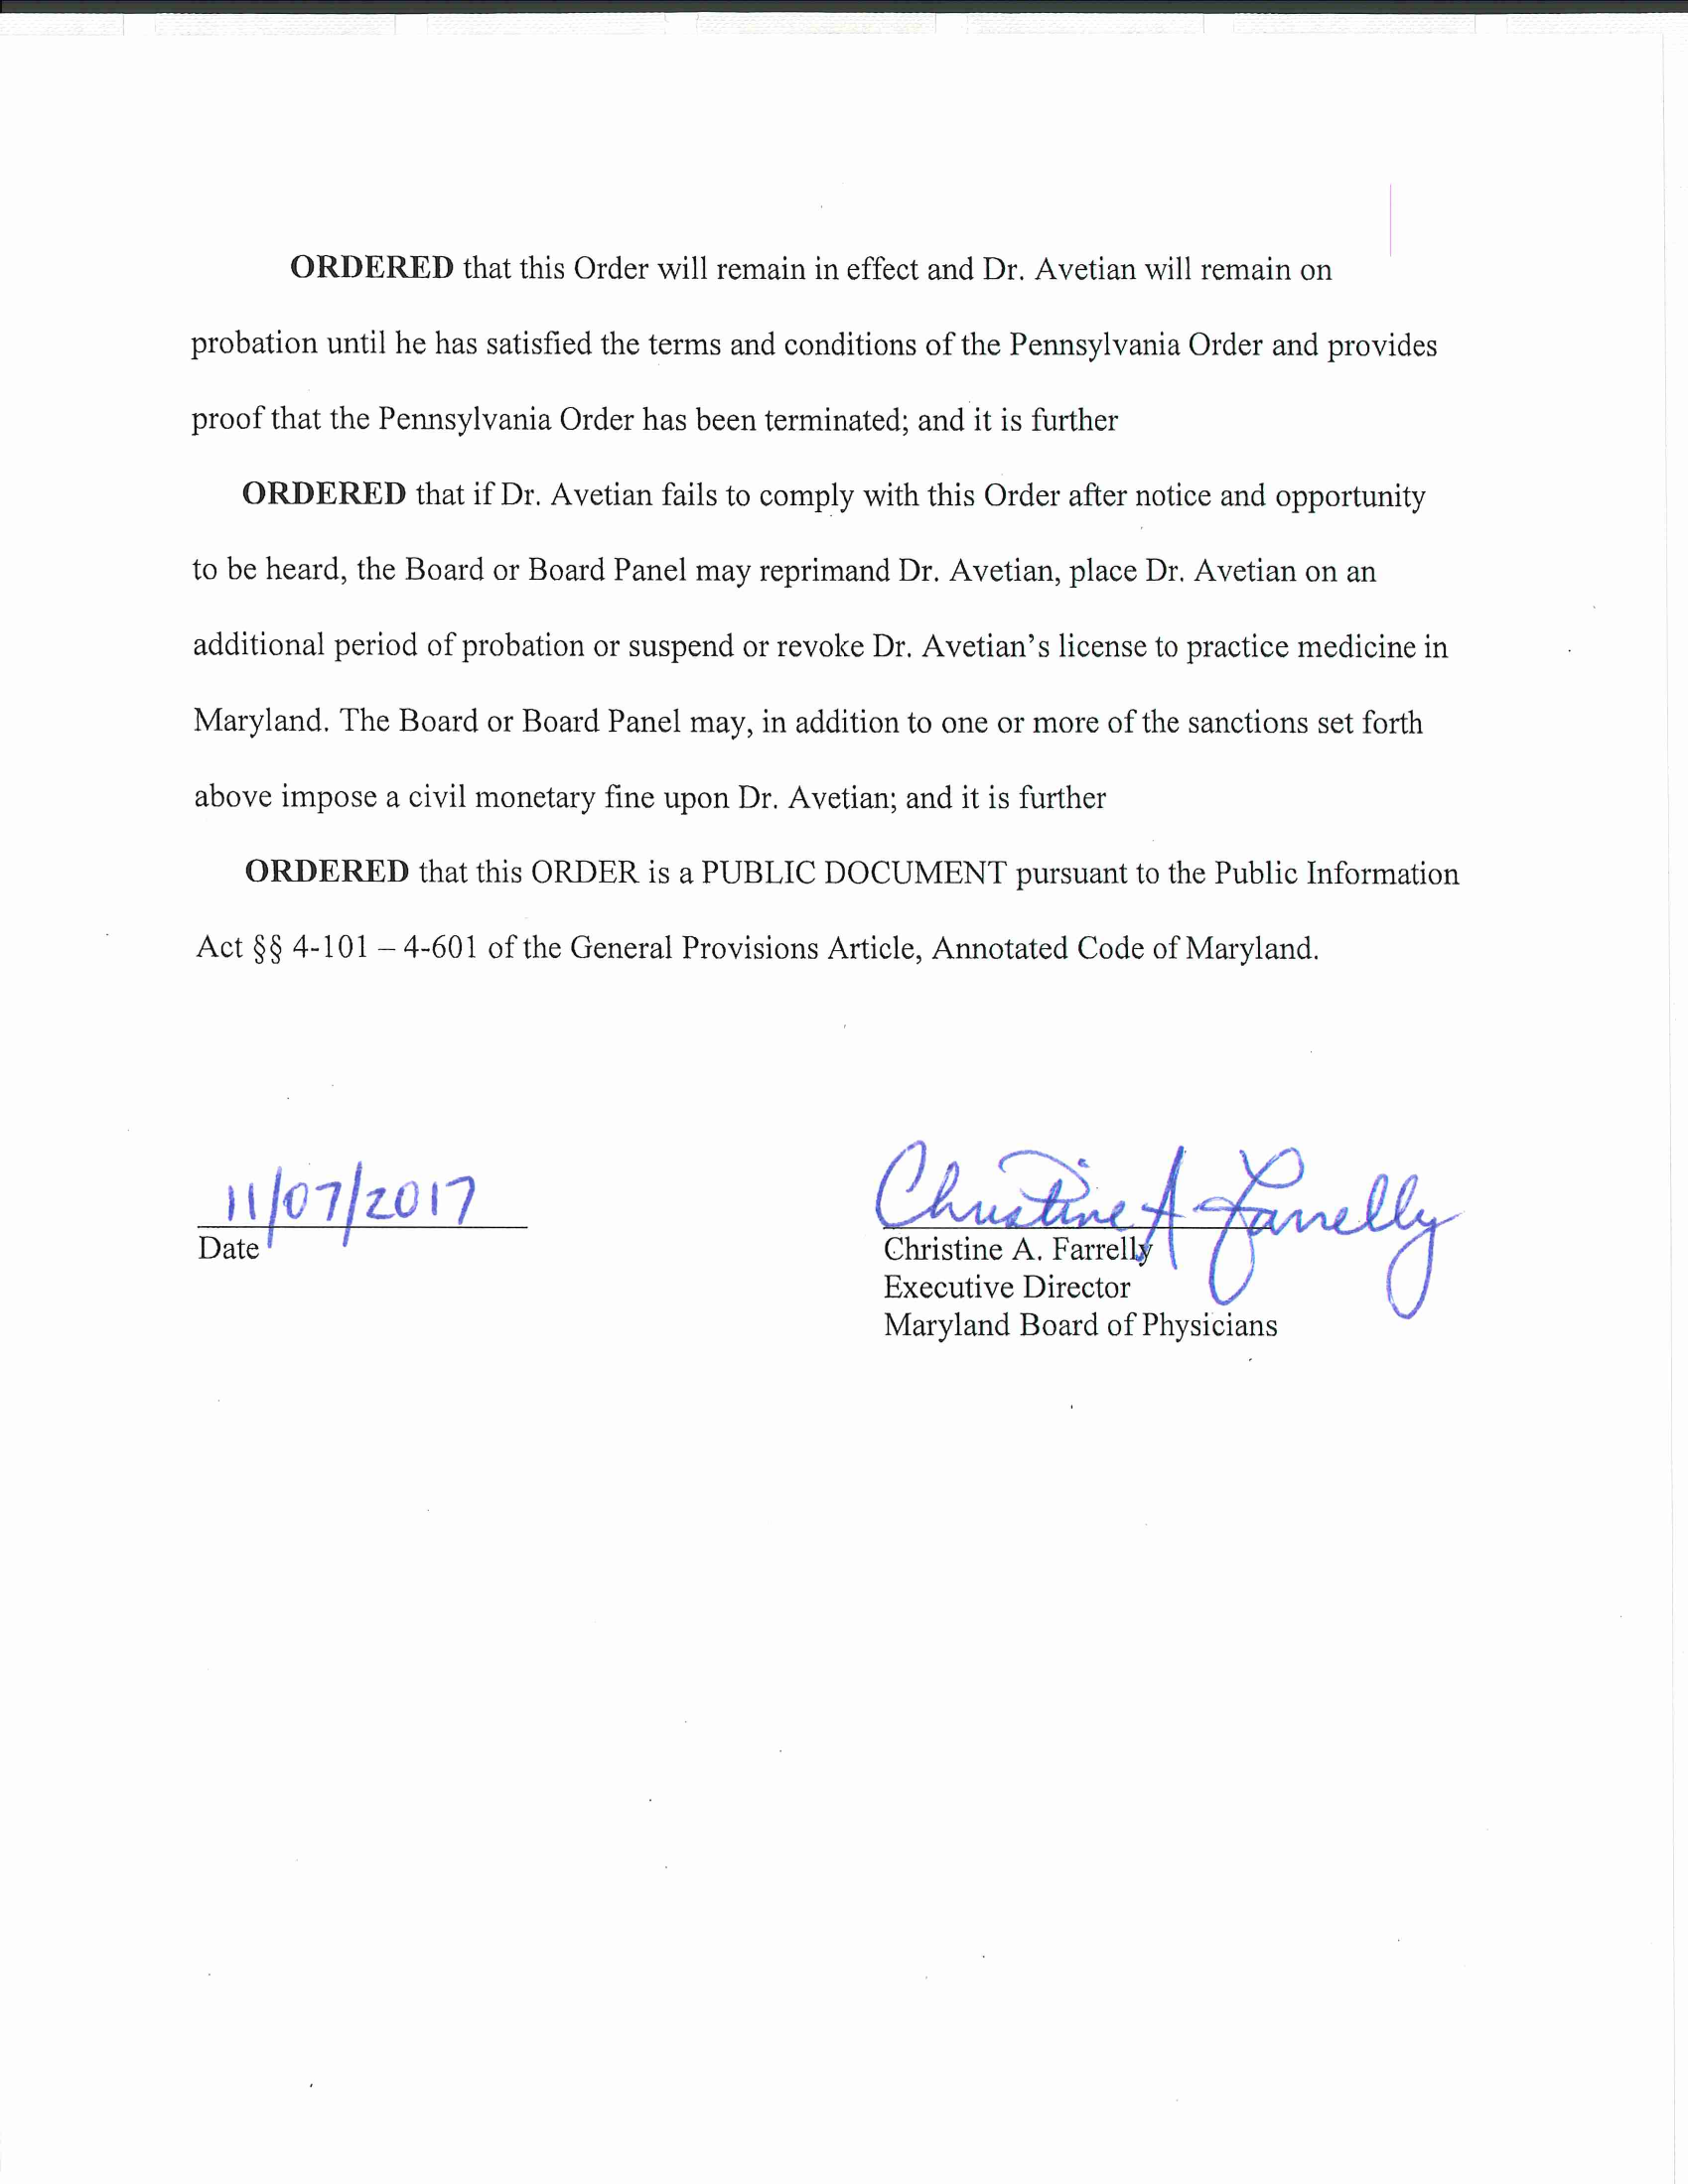 ORDERED that this Order will remain in effect and Dr. Avetian will remain on
probation until he has satisfied the terms and conditions of the Pennsylvania Order and provides
proof that the Pennsylvania Order has been terminated; and it is further
ORDERED that if Dr. Avetian fails to comply with this Order after notice and opportunity
to be heard, the Board or Board Panel may reprimand Dr. Avetian, place Dr. Avetian on an
additional period of probation or suspend or revoke Dr. Avetian's license to practice medicine in
Maryland. The Board or Board Panel may, in addition to one or more of the sanctions set forth
above impose a civil monetary fine upon Dr. Avetian; and it is further
ORDERED that this ORDER is a PUBLIC DOCUMENT pursuant to the Public Information
Act §§ 4-101 – 4-601 of the General Provisions Article, Annotated Code of Maryland.
11/07/2017
Date
Christine A Farrelly
Christine A. Farrelly
Executive Director
Maryland Board of Physicians